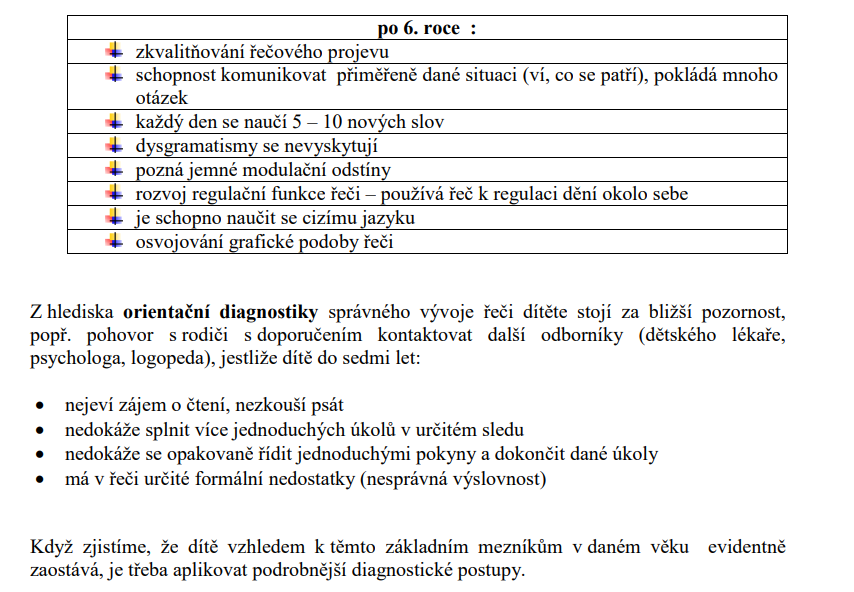 po 6. roce :
zkvalitňování řečového projevu
schopnost komunikovat přiměřeně dané situaci (ví, co se patří), pokládá mnoho
otázek
každý den se naučí 5 – 10 nových slov
dysgramatismy se nevyskytují
pozná jemné modulační odstíny
rozvoj regulační funkce řeči – používá řeč k regulaci dění okolo sebe
je schopno naučit se cizímu jazyku
osvojování grafické podoby řeči
Z hlediska orientační diagnostiky správného vývoje řeči dítěte stojí za bližší pozornost,
popř. pohovor s rodiči s doporučením kontaktovat další odborníky (dětského lékaře,
psychologa, logopeda), jestliže dítě do sedmi let:
• nejeví zájem o čtení, nezkouší psát
• nedokáže splnit více jednoduchých úkolů v určitém sledu
• nedokáže se opakovaně řídit jednoduchými pokyny a dokončit dané úkoly
• má v řeči určité formální nedostatky (nesprávná výslovnost)
Když zjistíme, že dítě vzhledem k těmto základním mezníkům v daném věku evidentně
zaostává, je třeba aplikovat podrobnější diagnostické postupy.